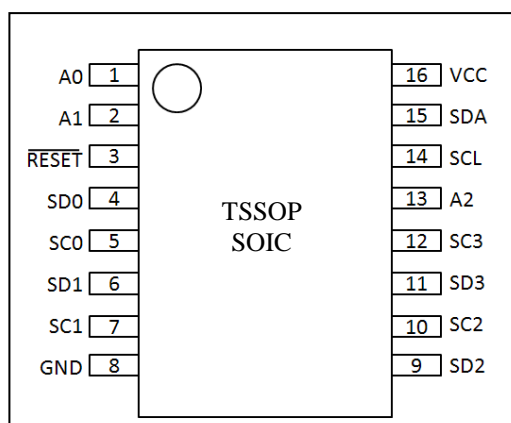 A0 1 16 VCC
A1 2 15 SDA
RESET 3 14 SCL
SD0 4 13 A2
TSSOP
SC0 5 SOIC 12 SC3
SD1 6 11 SD3
SC1 7 10 SC2
GND 8 9 SD2